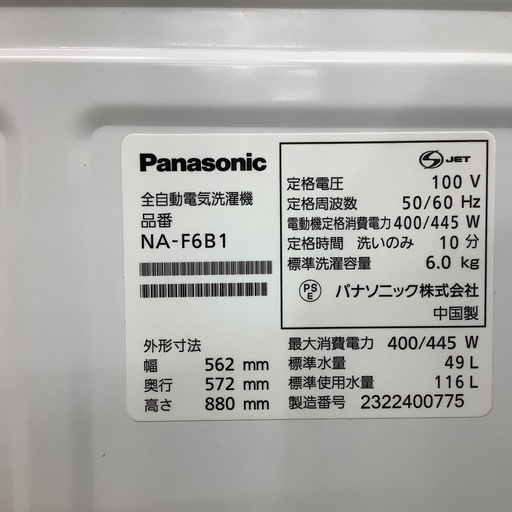 Panasonic
全自動電気洗濯機
品番
NA-F6B1
外形寸法
幅 562 mm
奥行 572 mm
高さ 880 mm
S JET
定格電圧 100 V
定格周波数 50/60 Hz
電動機定格消費電力 400/445 W
定格時間 洗いのみ 10 分
標準洗濯容量 6.0 kg
PS E パナソニック株式会社
中国製
最大消費電力 400/445 W
標準水量 49 L
標準使用水量 116 L
製造番号 2322400775